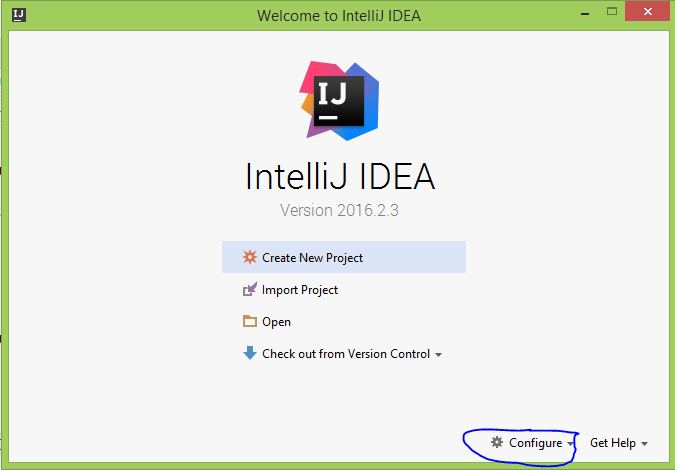 IJ
Welcome to IntelliJ IDEA
IJ
IntelliJ IDEA
Version 2016.2.3
Create New Project
Import Project
Open
Check out from Version Control
Configure
Get Help